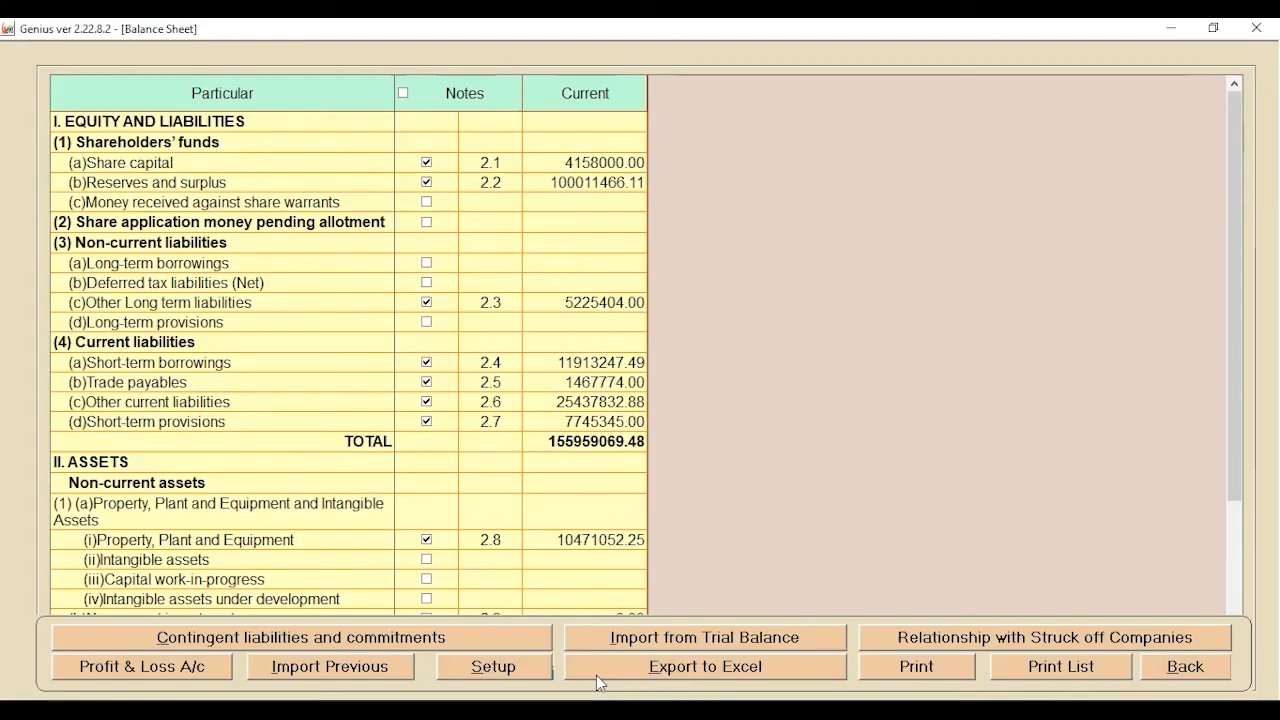 Genius ver 2.22.8.2 - [Balance Sheet]
Particular Notes Current
I. EQUITY AND LIABILITIES
(1) Shareholders' funds
(a)Share capital 2.1 4158000.00
(b)Reserves and surplus 2.2 100011466.11
(c)Money received against share warrants
(2) Share application money pending allotment
(3) Non-current liabilities
(a)Long-term borrowings
(b)Deferred tax liabilities (Net)
(c)Other Long term liabilities 2.3 5225404.00
(d)Long-term provisions
(4) Current liabilities
(a)Short-term borrowings 2.4 11913247.49
(b)Trade payables 2.5 1467774.00
(c)Other current liabilities 2.6 25437832.88
(d)Short-term provisions 2.7 7745345.00
TOTAL 155959069.48
II. ASSETS
Non-current assets
(1) (a)Property, Plant and Equipment and Intangible
Assets
(i)Property, Plant and Equipment 2.8 10471052.25
(ii)Intangible assets
(iii)Capital work-in-progress
(iv)Intangible assets under development
Contingent liabilities and commitments Import from Trial Balance Relationship with Struck off Companies
Profit & Loss A/c Import Previous Setup Export to Excel Print Print List Back